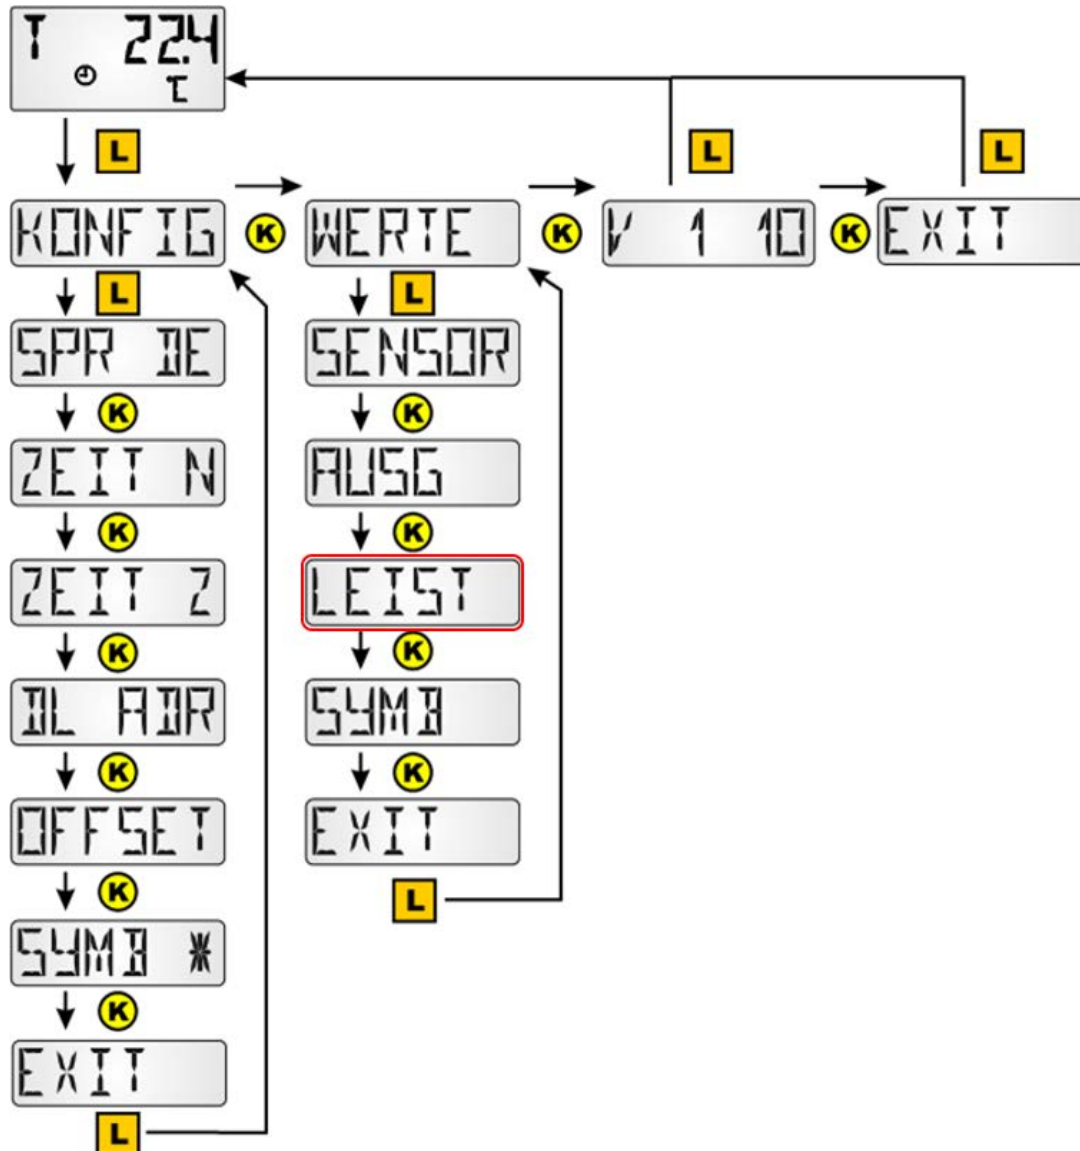 T 22.4
°C
L
L
L
KONFIG
K
WERTE
K
V 1 10
K
EXIT
L
L
SPR DE
SENSOR
K
K
ZEIT N
AUSG
K
K
ZEIT Z
LEIST
K
K
DL ADR
SYMB
K
K
OFFSET
EXIT
K
L
SYMB *
K
EXIT
L